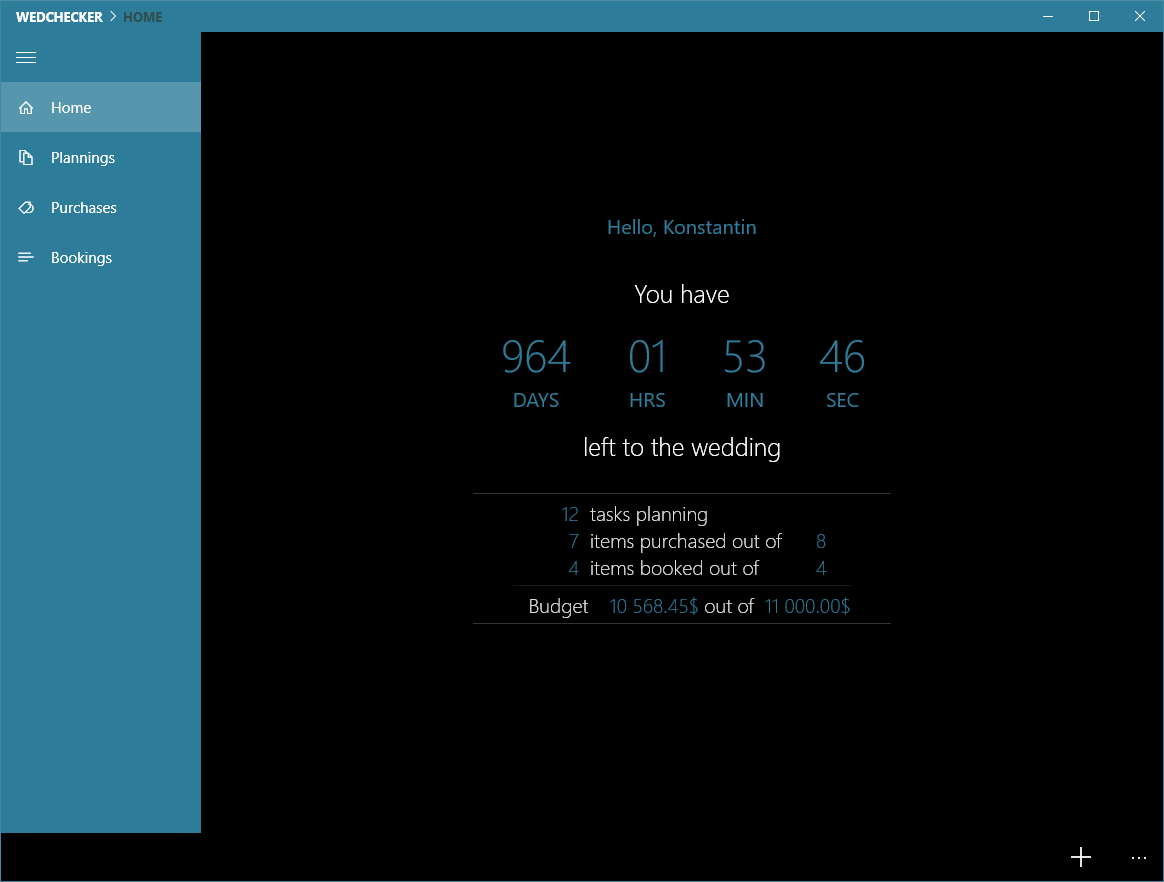 WEDCHECKER > HOME
Home
Plannings
Purchases
Bookings
Hello, Konstantin
You have
964 01 53 46
DAYS HRS MIN SEC
left to the wedding
12 tasks planning
7 items purchased out of 8
4 items booked out of 4
Budget 10 568.45$ out of 11 000.00$